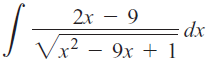 ∫ (2x − 9) / √(x² − 9x + 1) dx